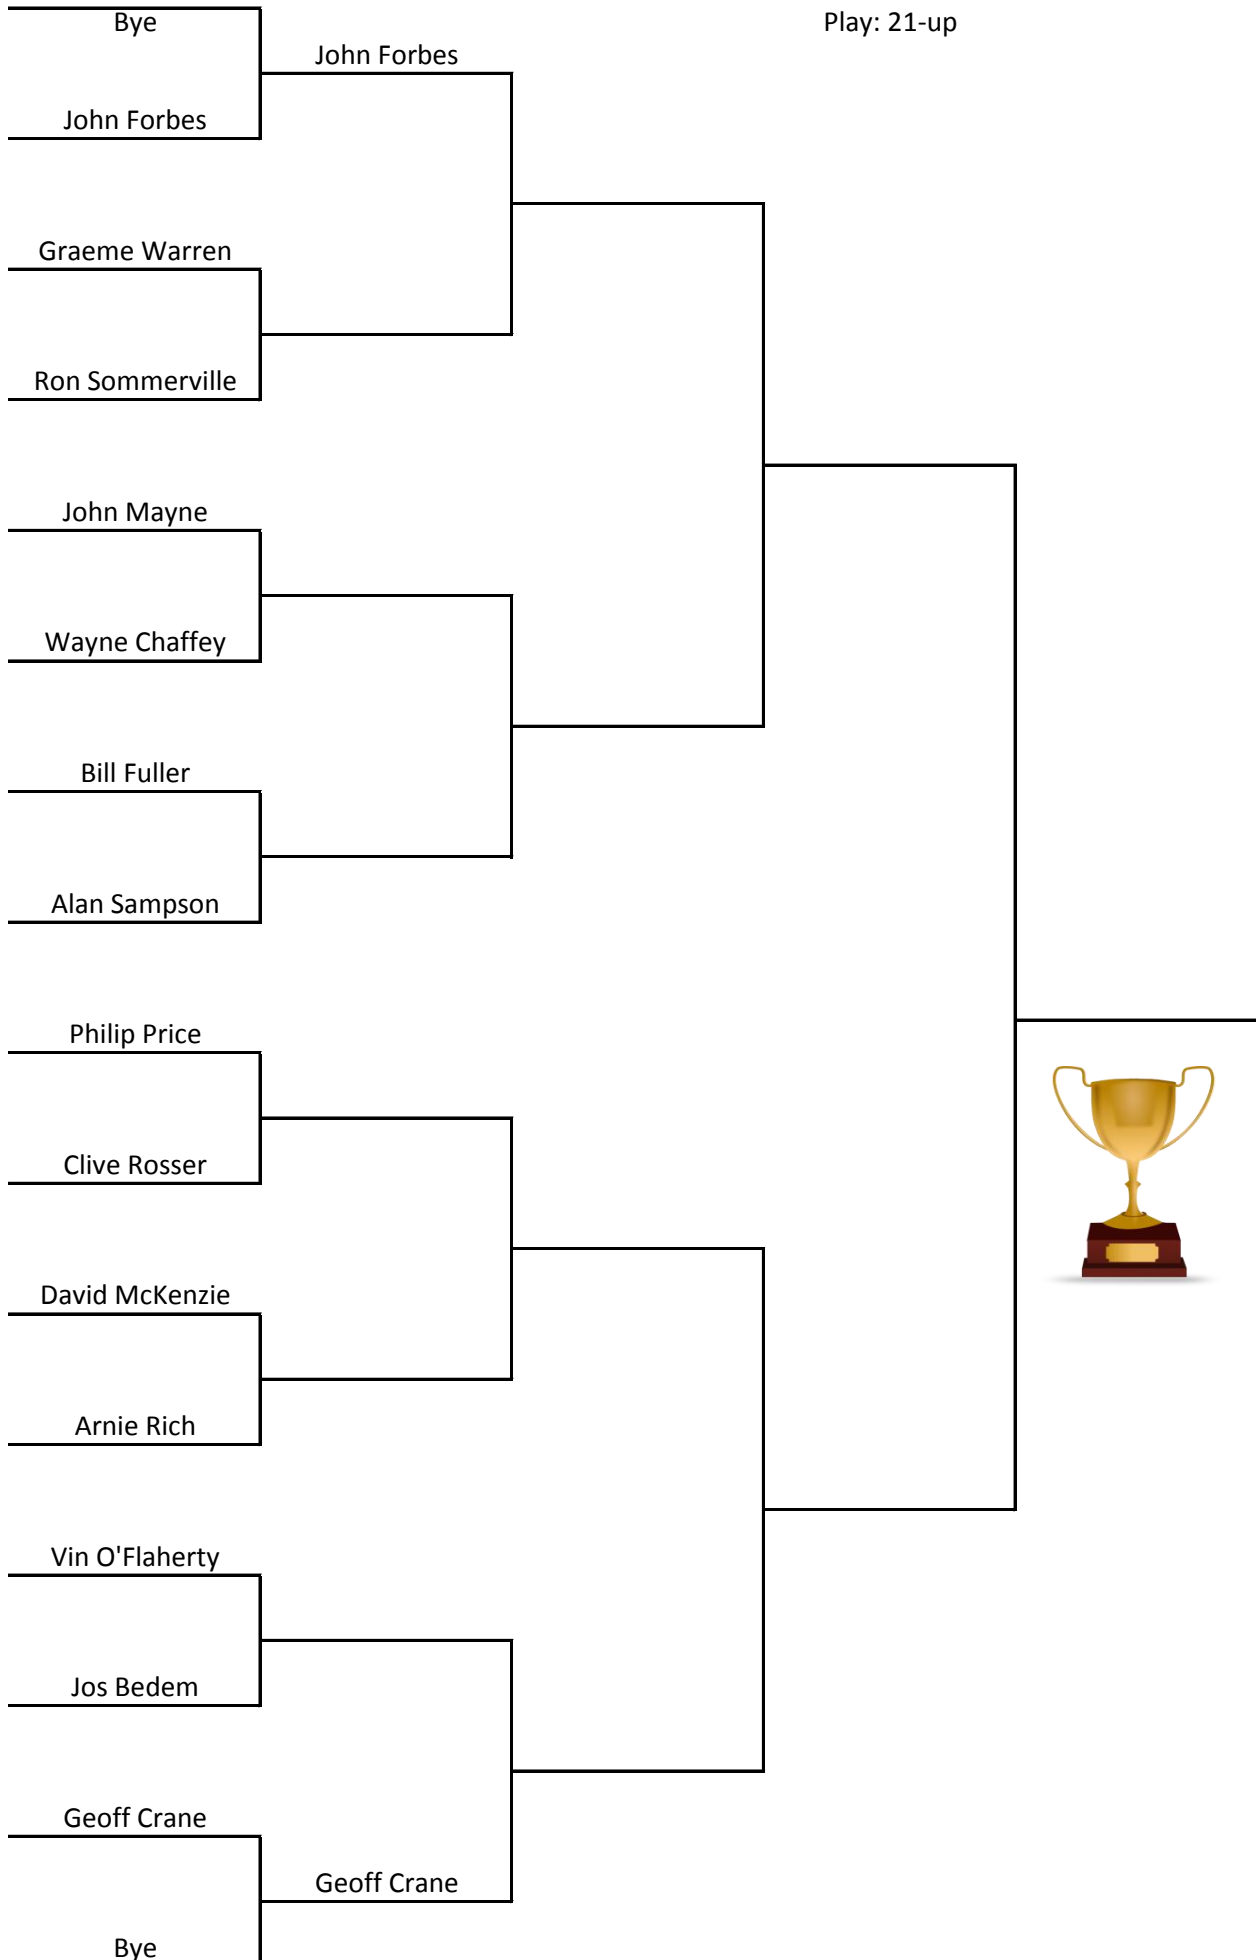 Bye
Play: 21-up
John Forbes
John Forbes
Graeme Warren
Ron Sommerville
John Mayne
Wayne Chaffey
Bill Fuller
Alan Sampson
Philip Price
Clive Rosser
David McKenzie
Arnie Rich
Vin O'Flaherty
Jos Bedem
Geoff Crane
Geoff Crane
Bye